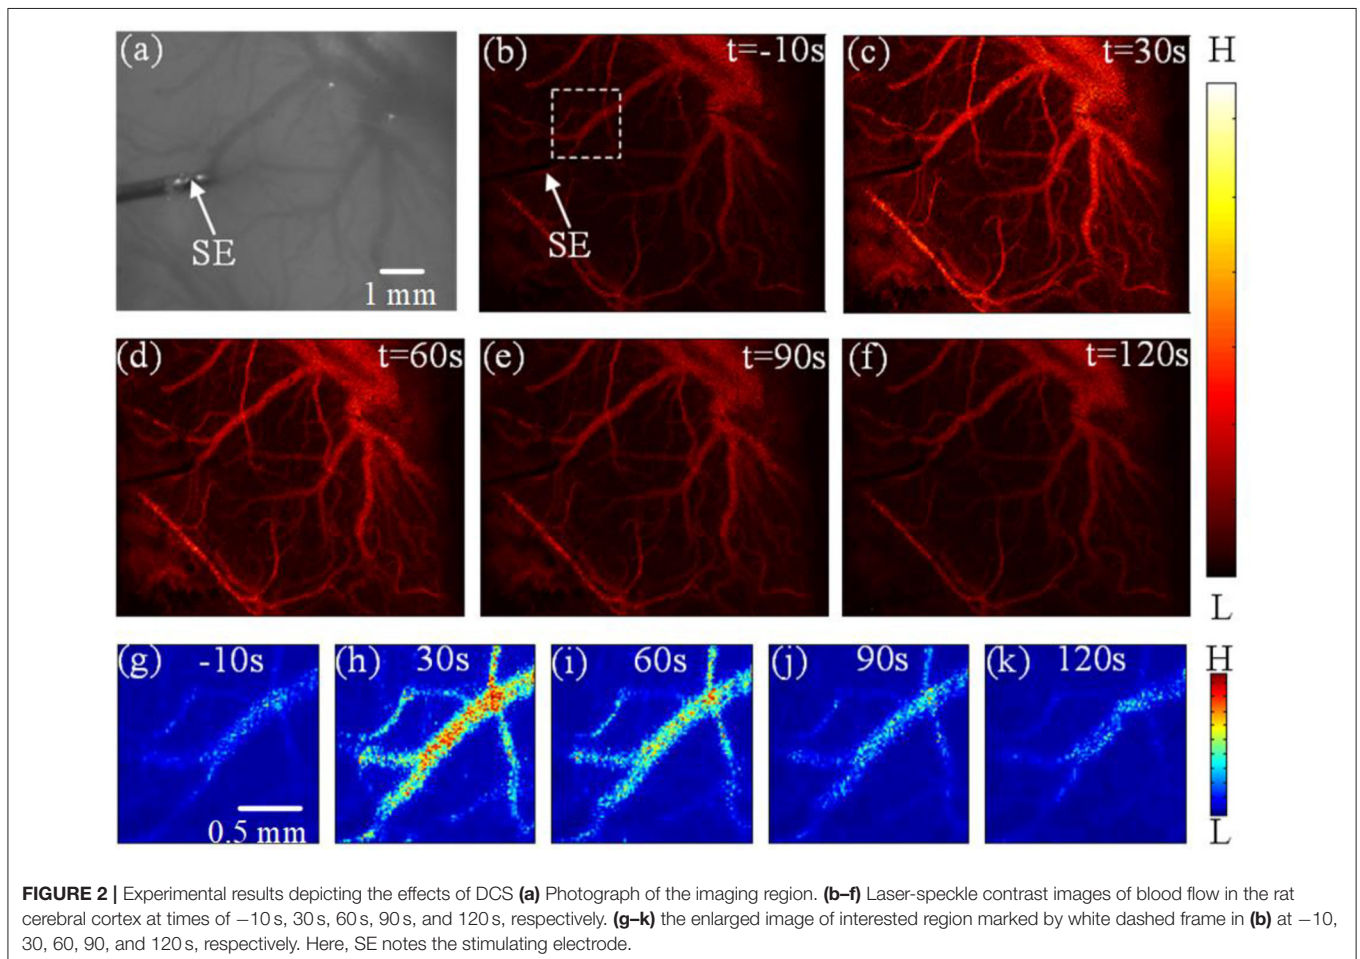 (a)
SE
1 mm
(b) t=-10s
SE
(c) t=30s
H
L
(d) t=60s
(e) t=90s
(f) t=120s
(g) -10s
0.5 mm
(h) 30s
(i) 60s
(j) 90s
(k) 120s
H
L
FIGURE 2 | Experimental results depicting the effects of DCS (a) Photograph of the imaging region. (b–f) Laser-speckle contrast images of blood flow in the rat
cerebral cortex at times of −10 s, 30 s, 60 s, 90 s, and 120 s, respectively. (g–k) the enlarged image of interested region marked by white dashed frame in (b) at −10,
30, 60, 90, and 120 s, respectively. Here, SE notes the stimulating electrode.